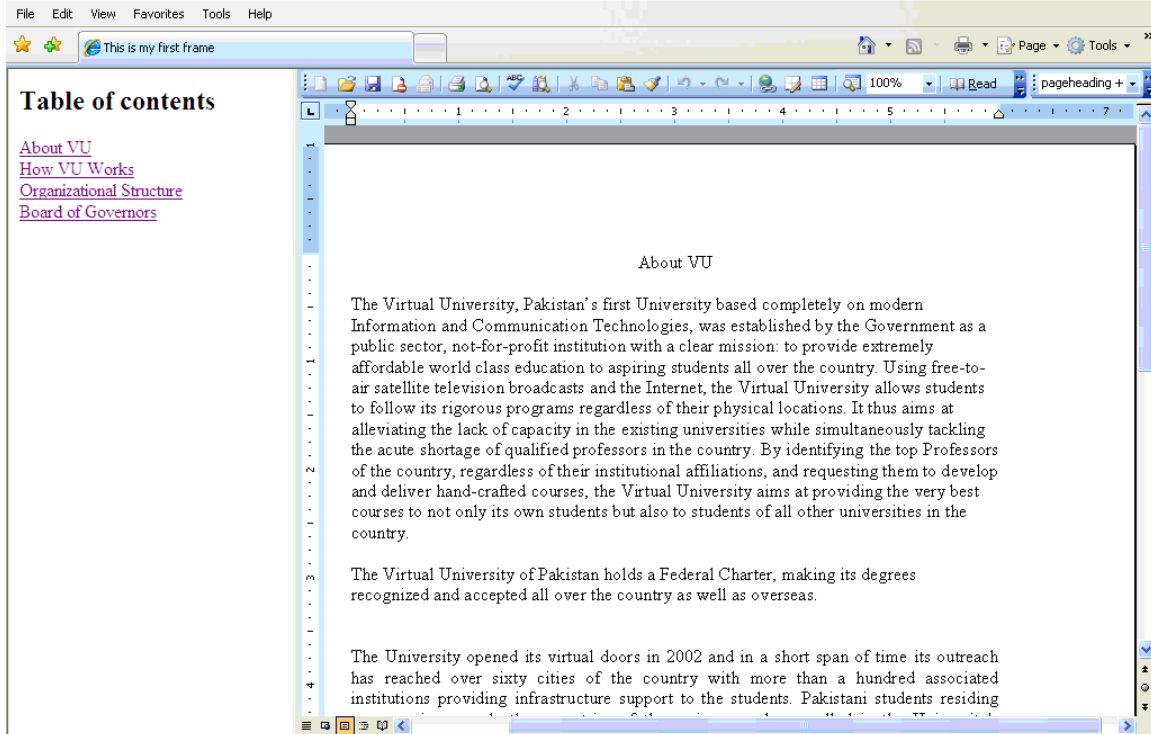 File Edit View Favorites Tools Help
This is my first frame
Page Tools
Table of contents
About VU
How VU Works
Organizational Structure
Board of Governors
100% Read pageheading +
1 2 3 4 5 7
About VU
The Virtual University, Pakistan's first University based completely on modern
Information and Communication Technologies, was established by the Government as a
public sector, not-for-profit institution with a clear mission: to provide extremely
affordable world class education to aspiring students all over the country. Using free-to-
air satellite television broadcasts and the Internet, the Virtual University allows students
to follow its rigorous programs regardless of their physical locations. It thus aims at
alleviating the lack of capacity in the existing universities while simultaneously tackling
the acute shortage of qualified professors in the country. By identifying the top Professors
of the country, regardless of their institutional affiliations, and requesting them to develop
and deliver hand-crafted courses, the Virtual University aims at providing the very best
courses to not only its own students but also to students of all other universities in the
country.
The Virtual University of Pakistan holds a Federal Charter, making its degrees
recognized and accepted all over the country as well as overseas.
The University opened its virtual doors in 2002 and in a short span of time its outreach
has reached over sixty cities of the country with more than a hundred associated
institutions providing infrastructure support to the students. Pakistani students residing